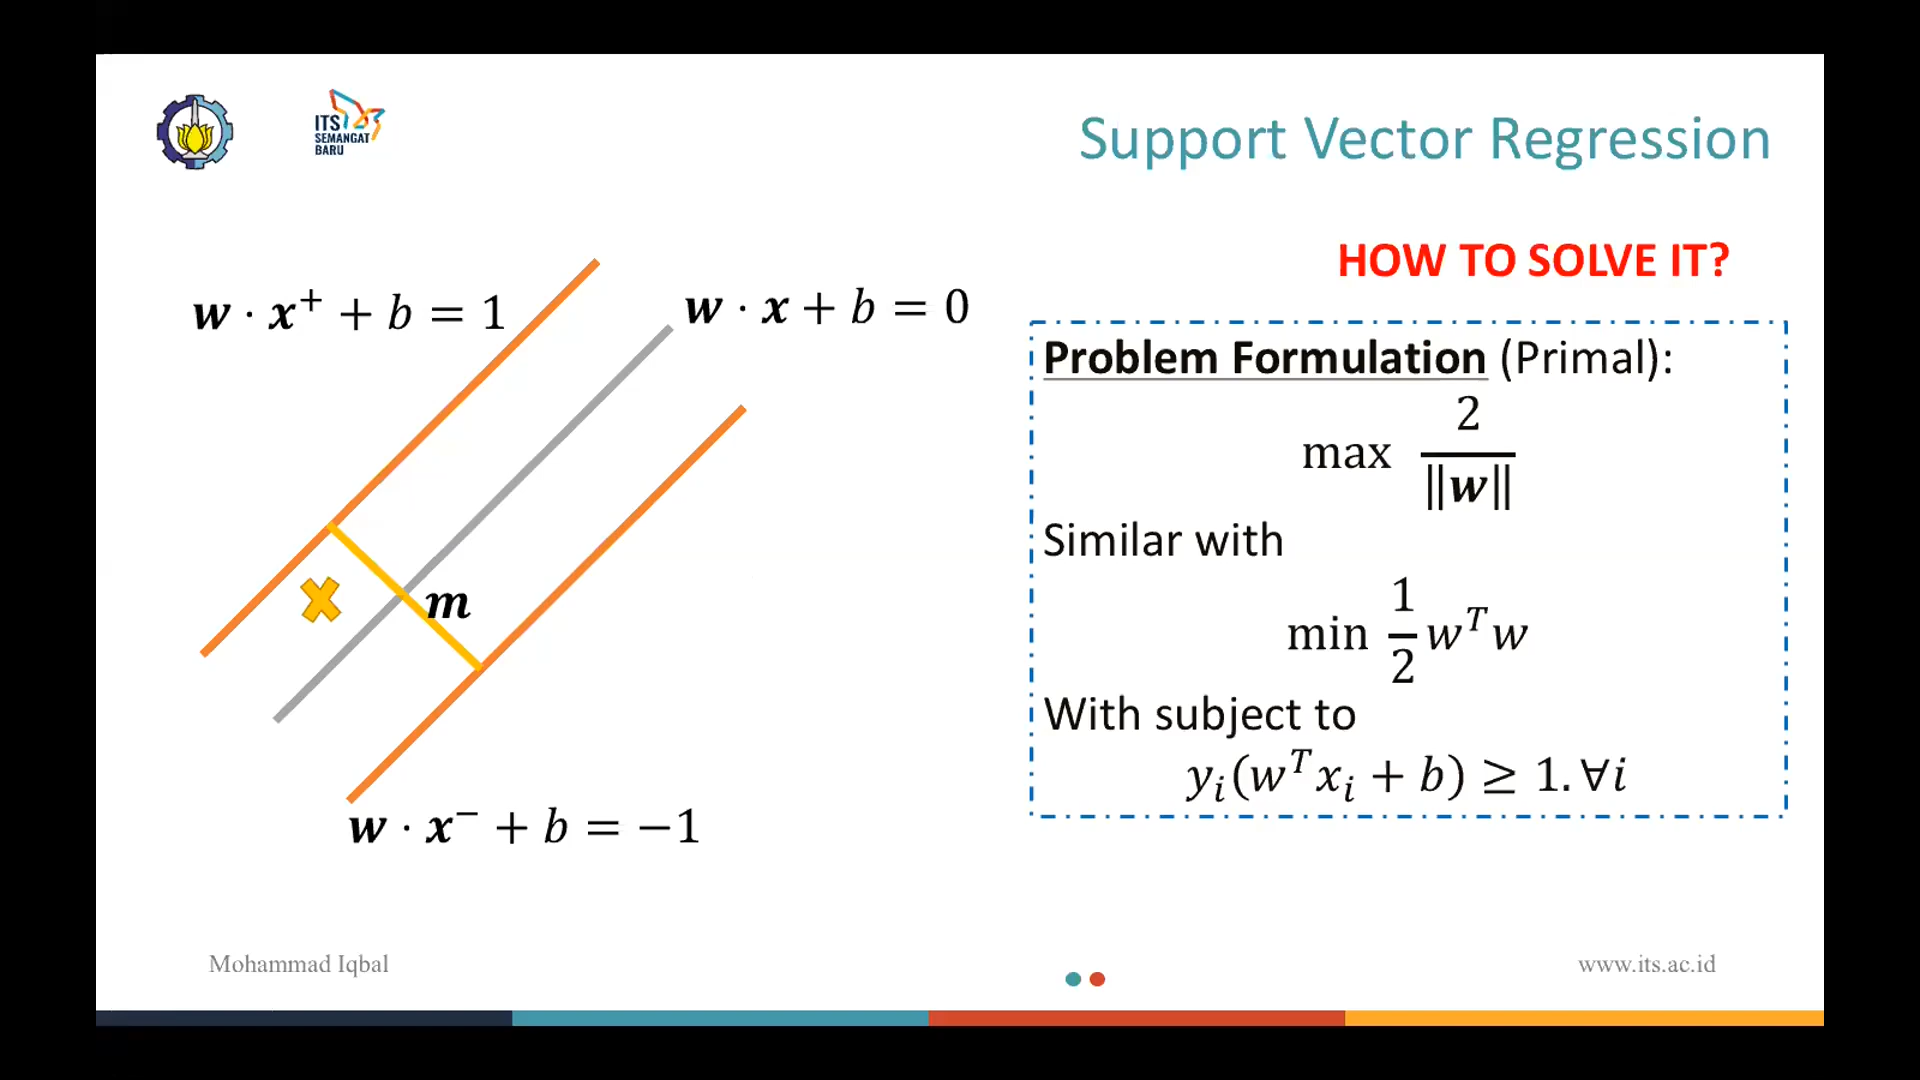 ITS
SEMANGAT
BARU
Support Vector Regression
HOW TO SOLVE IT?
w · x⁺ + b = 1
w · x + b = 0
m
w · x⁻ + b = −1
Problem Formulation (Primal):
max 2/‖w‖
Similar with
min 1/2 wᵀw
With subject to
yᵢ(wᵀxᵢ + b) ≥ 1. ∀i
Mohammad Iqbal
www.its.ac.id